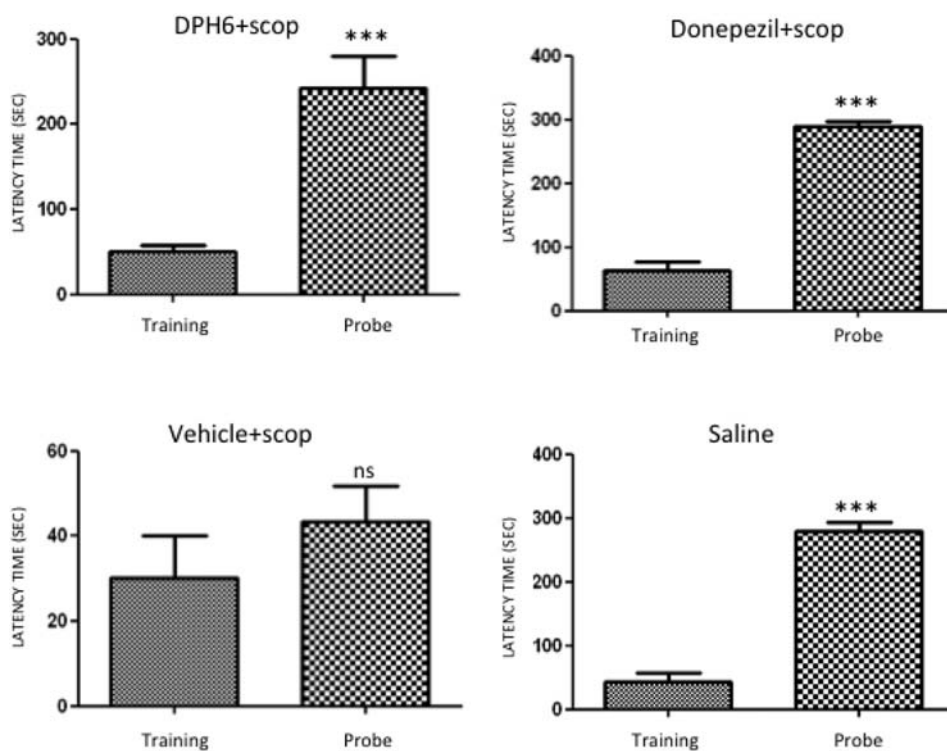 DPH6+scop
***
LATENCY TIME (SEC)
300
200
100
0
Training Probe
Donepezil+scop
***
LATENCY TIME (SEC)
400
300
200
100
0
Training Probe
Vehicle+scop
ns
LATENCY TIME (SEC)
60
40
20
0
Training Probe
Saline
***
LATENCY TIME (SEC)
400
300
200
100
0
Training Probe